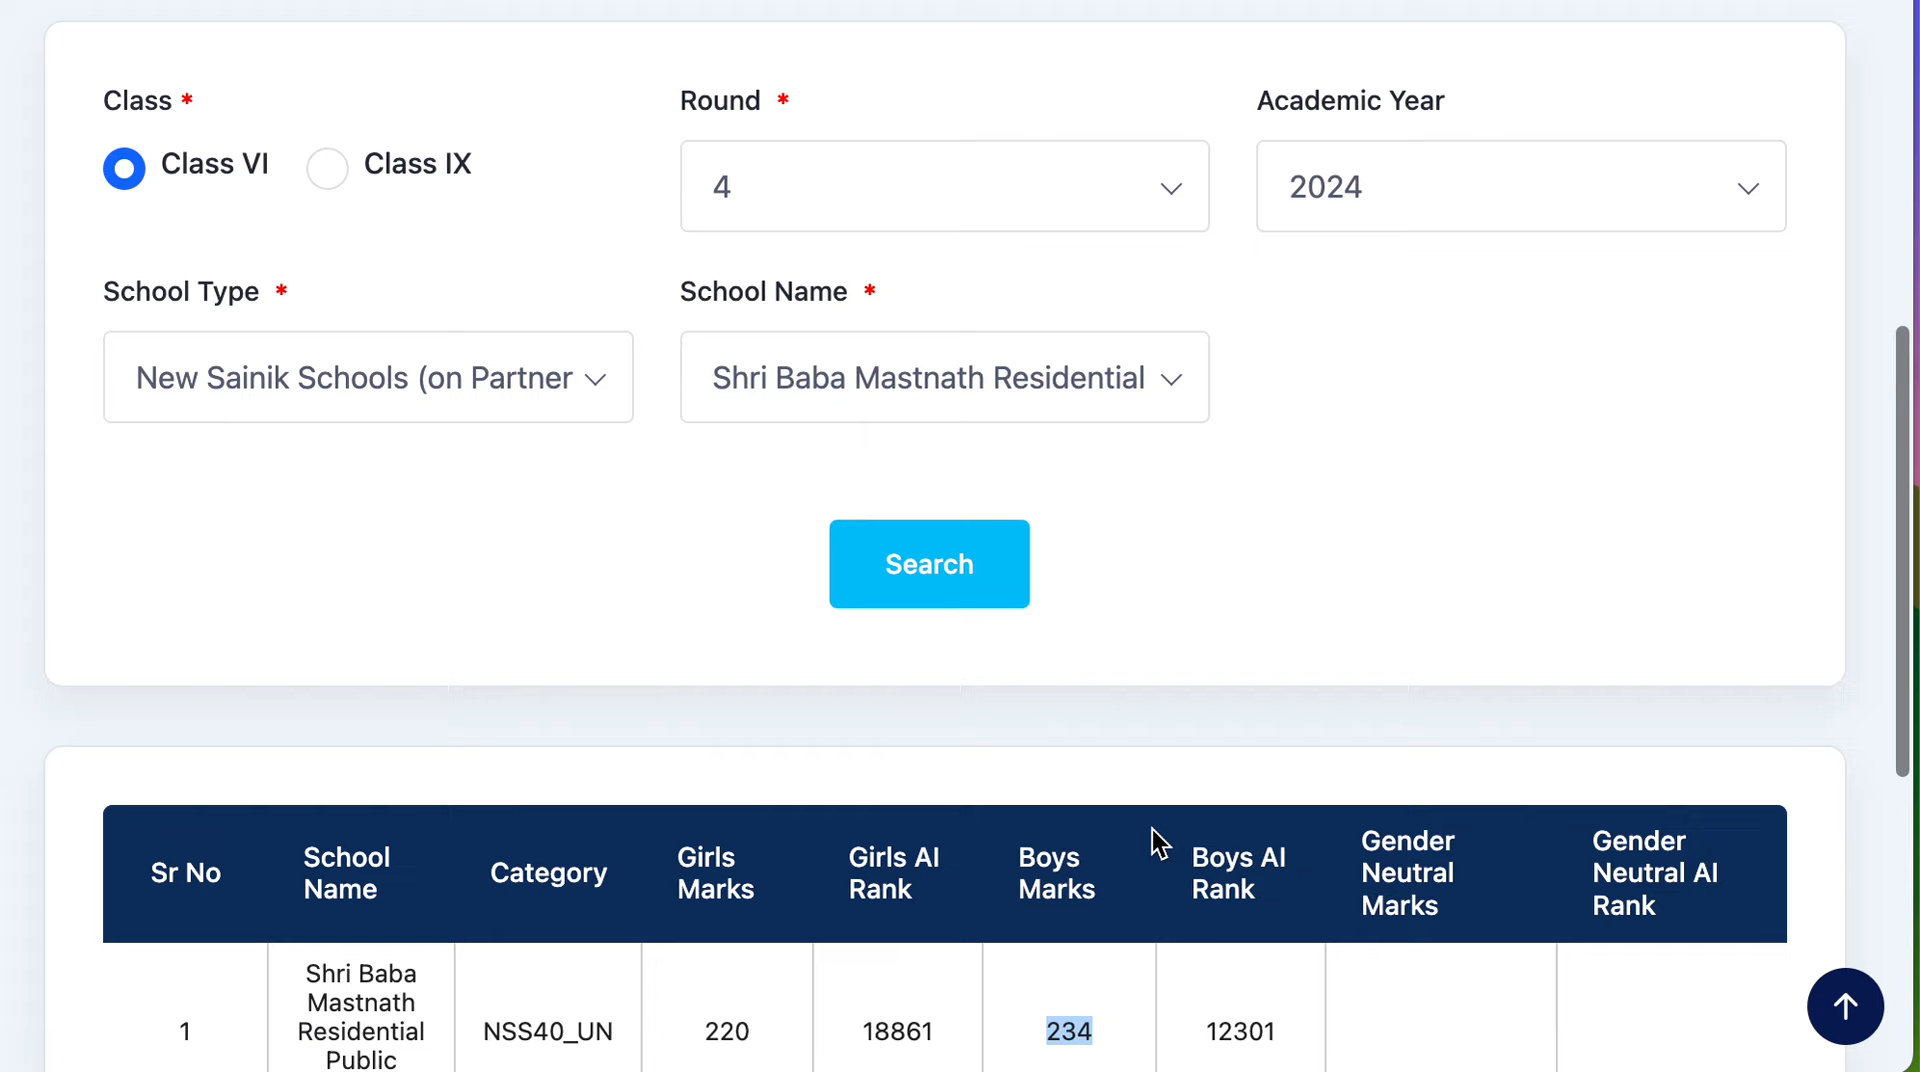 Class *
Round *
Academic Year
Class VI
Class IX
4
2024
School Type *
School Name *
New Sainik Schools (on Partner
Shri Baba Mastnath Residential
Search
Sr No
School
Name
Category
Girls
Marks
Girls AI
Rank
Boys
Marks
Boys AI
Rank
Gender
Neutral
Marks
Gender
Neutral AI
Rank
1
Shri Baba
Mastnath
Residential
Public
NSS40_UN
220
18861
234
12301